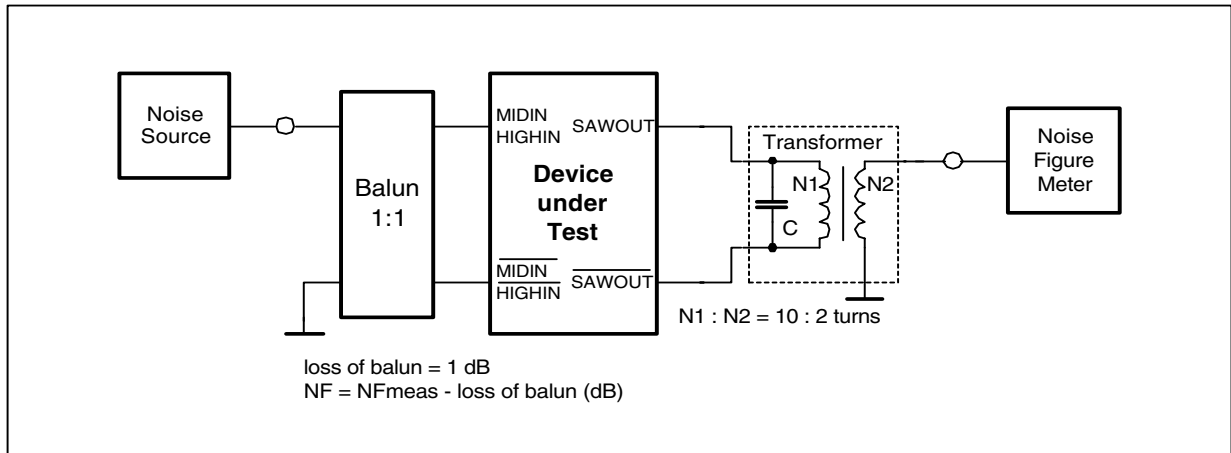 Noise
Source
Balun
1:1
MIDIN
HIGHIN
SAWOUT
Device
under
Test
MIDIN
HIGHIN
SAWOUT
Transformer
N1
N2
C
N1 : N2 = 10 : 2 turns
Noise
Figure
Meter
loss of balun = 1 dB
NF = NFmeas - loss of balun (dB)